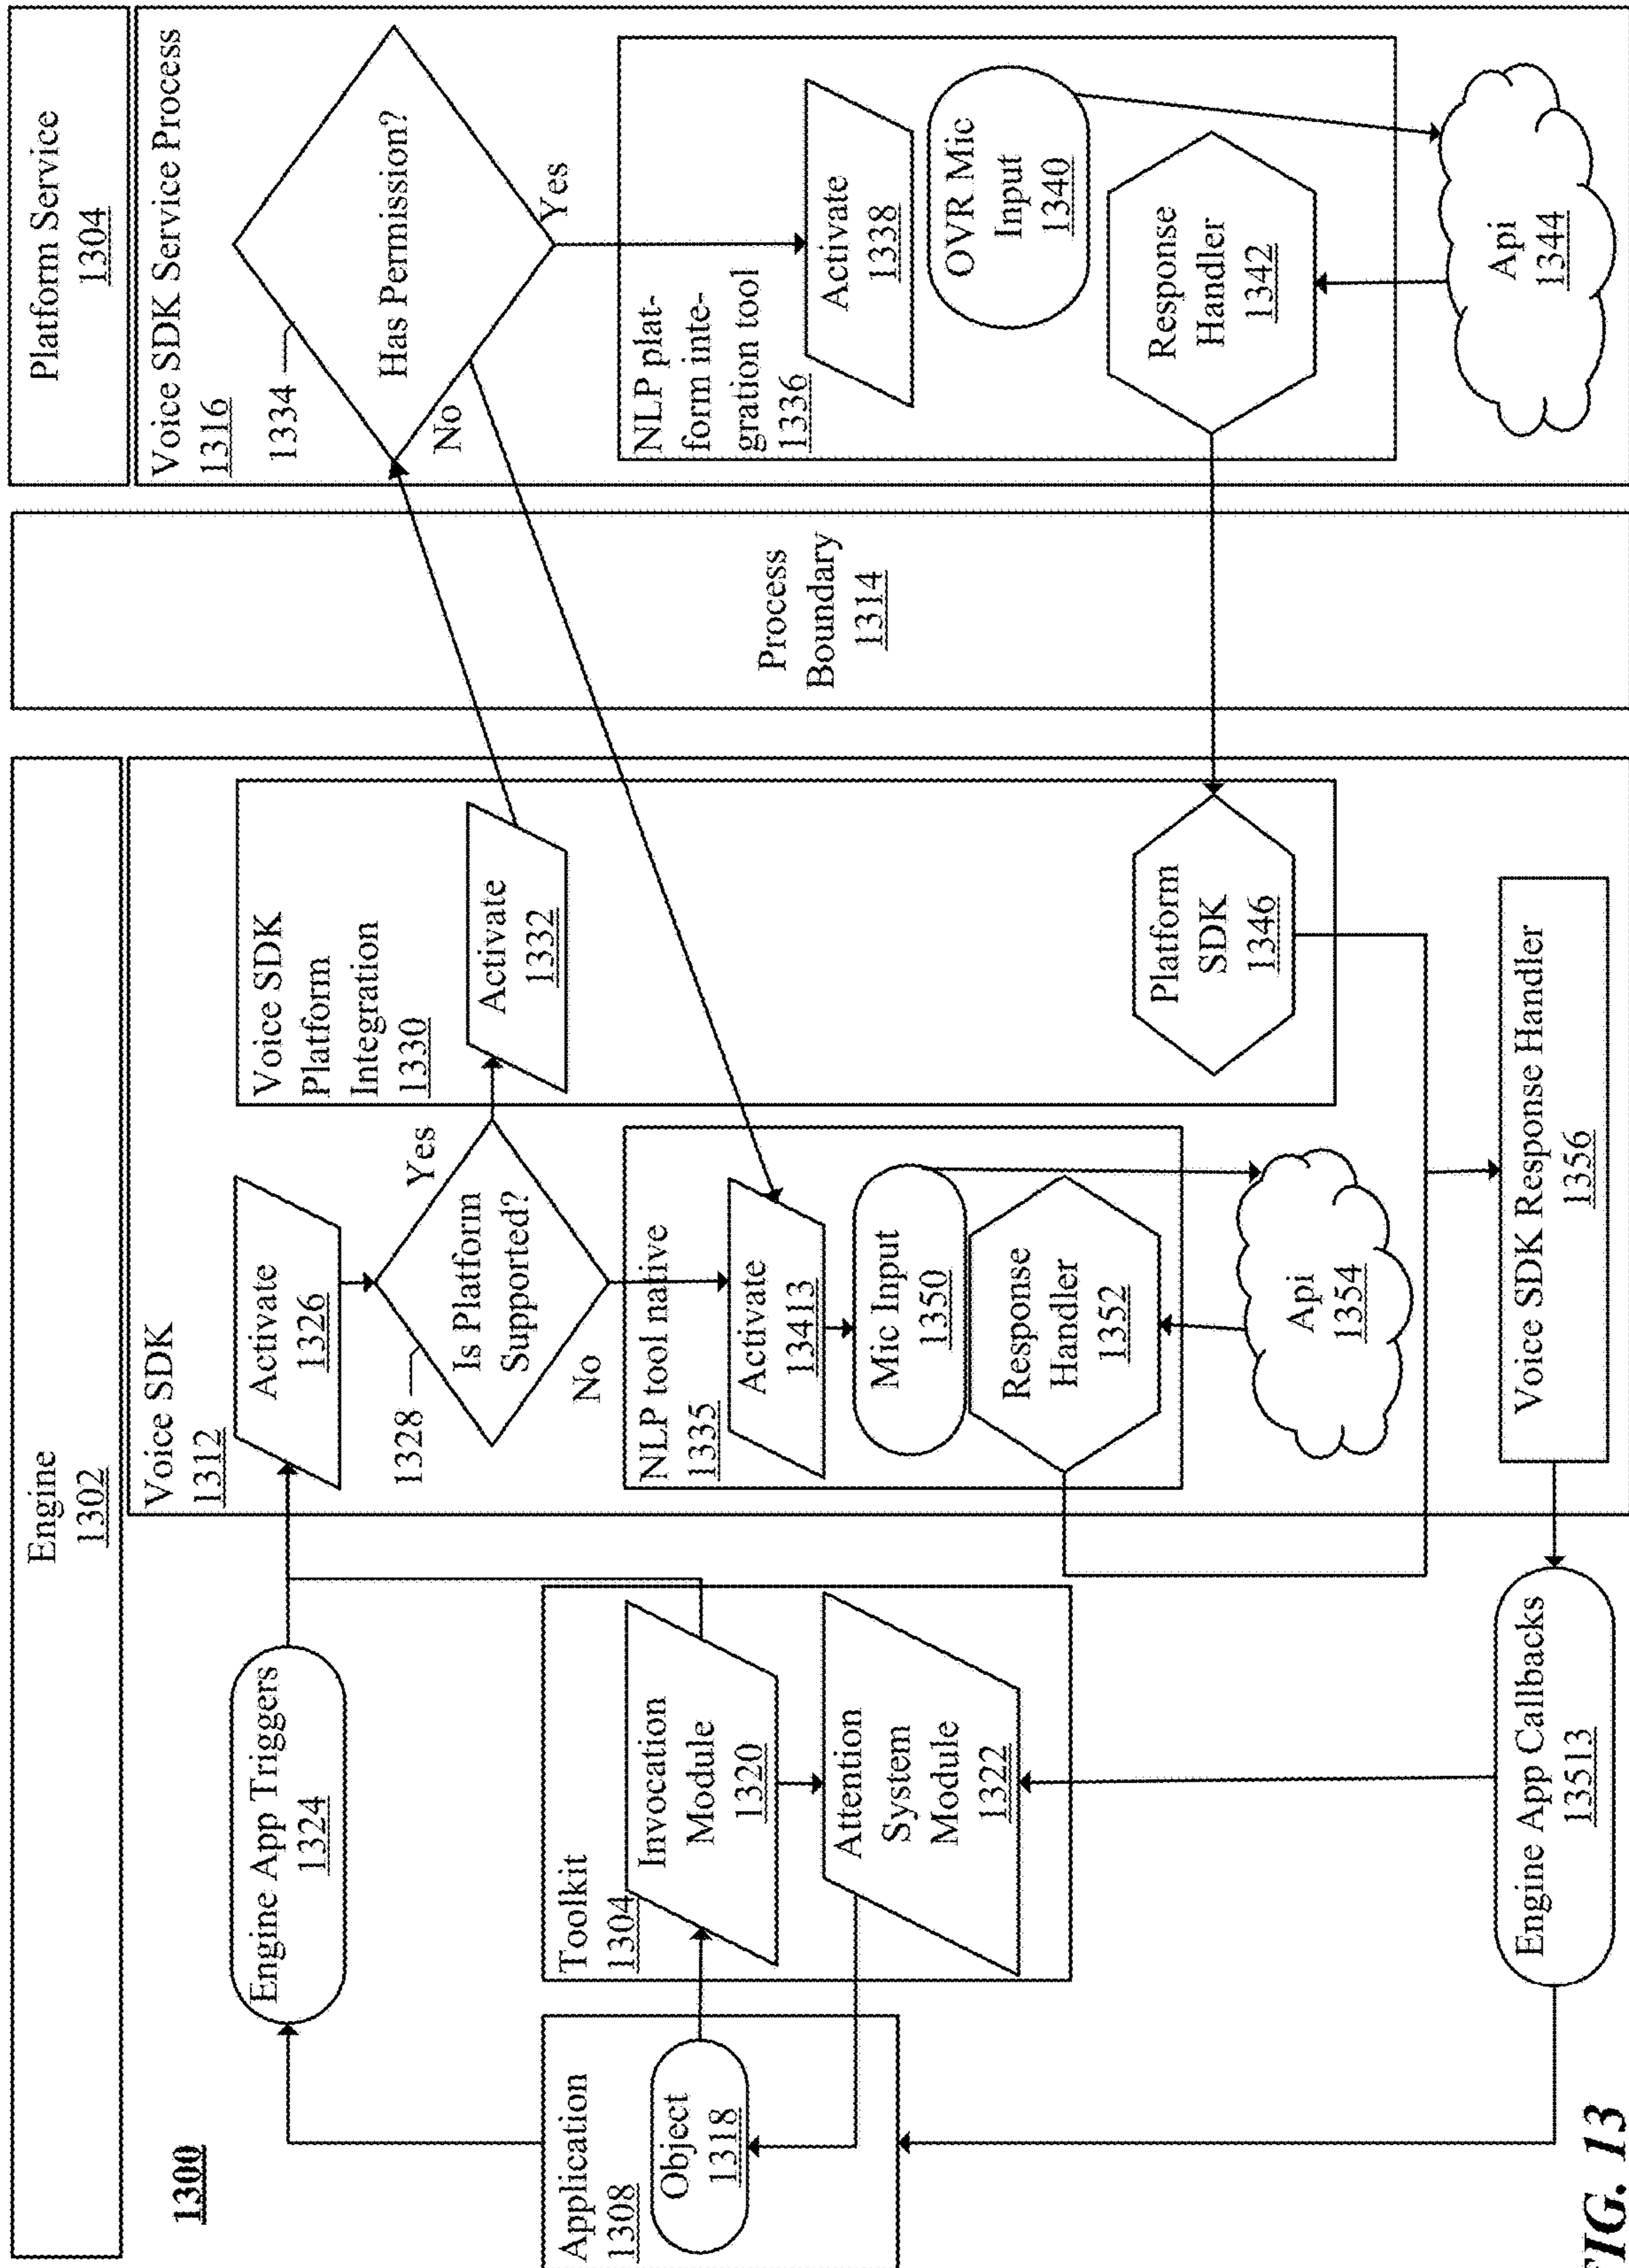 Engine
1302
Platform Service
1304
1300
Voice SDK
1312
Process
Boundary
1314
Voice SDK Service Process
1316
Engine App Triggers
1324
Activate
1326
1328
Is Platform
Supported?
Yes
No
Voice SDK
Platform
Integration
1330
Activate
1332
1334
Has Permission?
No
Yes
Application
1308
Object
1318
Toolkit
1304
Invocation
Module
1320
Attention
System
Module
1322
NLP tool native
1335
Activate
13413
Mic Input
1350
Response
Handler
1352
Api
1354
Platform
SDK
1346
NLP plat-
form inte-
gration tool
1336
Activate
1338
OVR Mic
Input
1340
Response
Handler
1342
Api
1344
Engine App Callbacks
13513
Voice SDK Response Handler
1356
FIG. 13